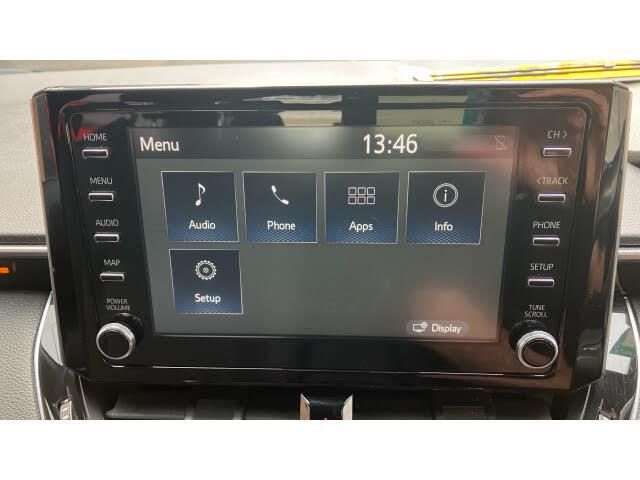 HOME
MENU
AUDIO
MAP
POWER
VOLUME
Menu
13:46
Audio
Phone
Apps
Info
Setup
Display
CH >
< TRACK
PHONE
SETUP
TUNE
SCROLL